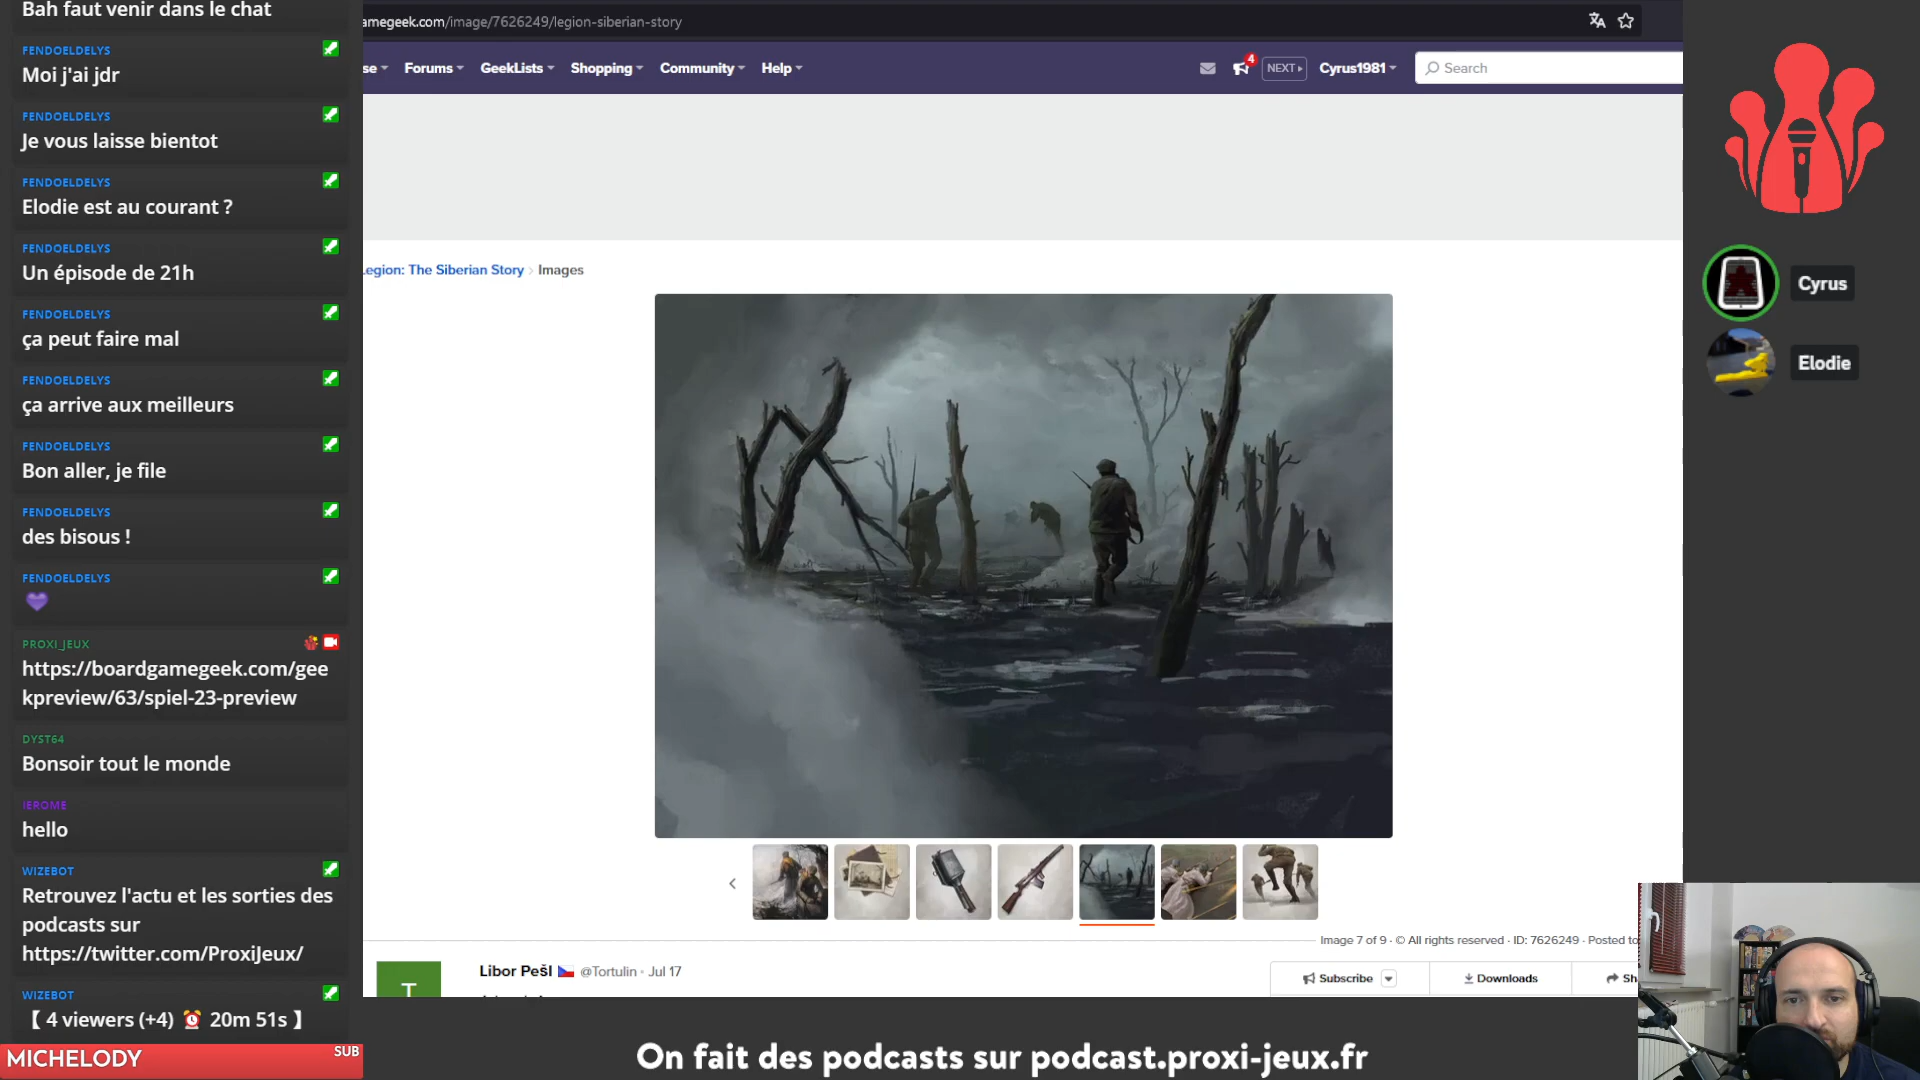 Bah faut venir dans le chat
FENDOELDELYS
Moi j'ai jdr
FENDOELDELYS
Je vous laisse bientot
FENDOELDELYS
Elodie est au courant ?
FENDOELDELYS
Un épisode de 21h
FENDOELDELYS
ça peut faire mal
FENDOELDELYS
ça arrive aux meilleurs
FENDOELDELYS
Bon aller, je file
FENDOELDELYS
des bisous !
FENDOELDELYS
PROXI_JEUX
https://boardgamegeek.com/gee
kpreview/63/spiel-23-preview
DYST64
Bonsoir tout le monde
IEROME
hello
WIZEBOT
Retrouvez l'actu et les sorties des
podcasts sur
https://twitter.com/ProxiJeux/
WIZEBOT
【 4 viewers (+4) ⏰ 20m 51s 】
MICHELODY
SUB
amegeek.com/image/7626249/legion-siberian-story
se Forums GeekLists Shopping Community Help
4 NEXT Cyrus1981 Search
Legion: The Siberian Story › Images
Image 7 of 9 · © All rights reserved · ID: 7626249 · Posted to
T
Libor Pešl @Tortulin · Jul 17
Subscribe Downloads Sh
Cyrus
Elodie
On fait des podcasts sur podcast.proxi-jeux.fr